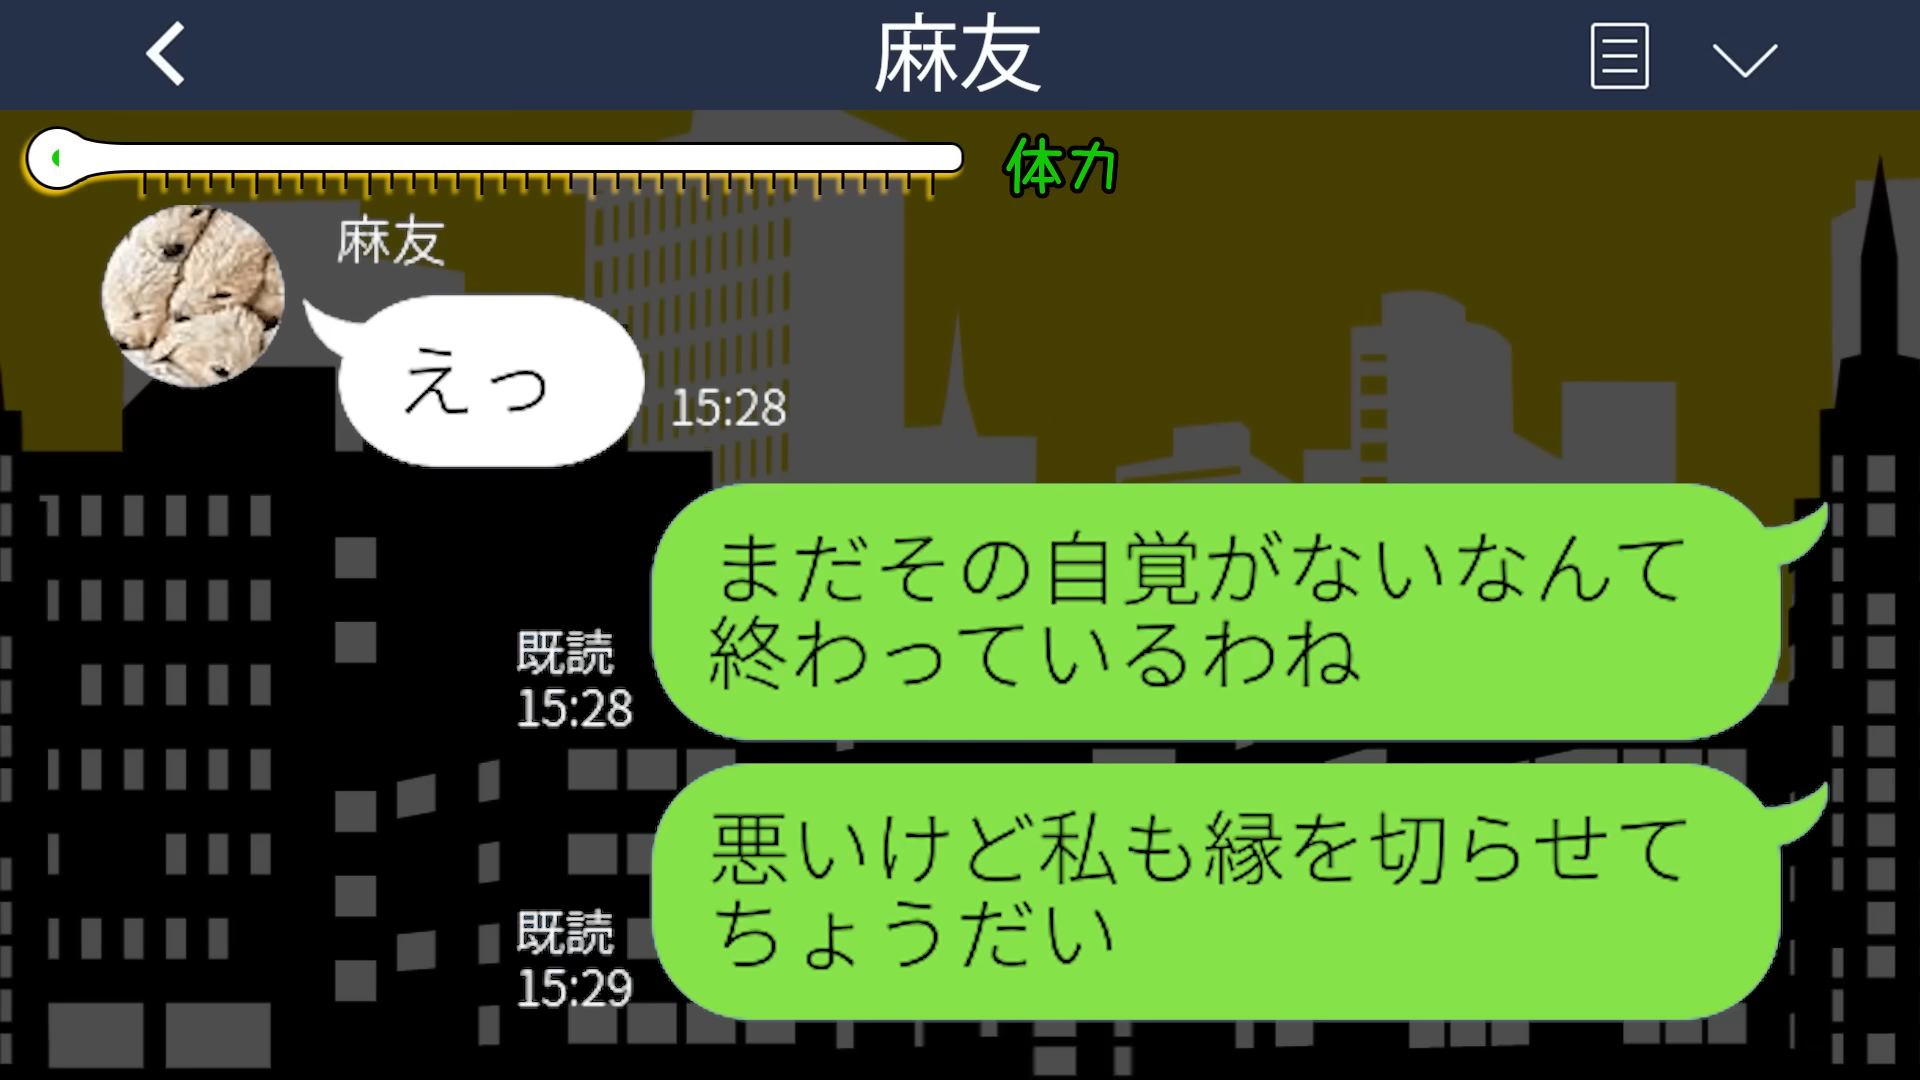 麻友
体力
麻友
えっ
15:28
まだその自覚がないなんて
終わっているわね
既読
15:28
悪いけど私も縁を切らせて
ちょうだい
既読
15:29